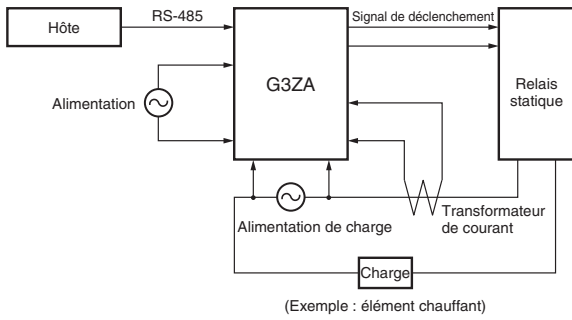 Hôte
RS-485
Signal de déclenchement
G3ZA
Relais
statique
Alimentation
Alimentation de charge
Transformateur
de courant
Charge
(Exemple : élément chauffant)